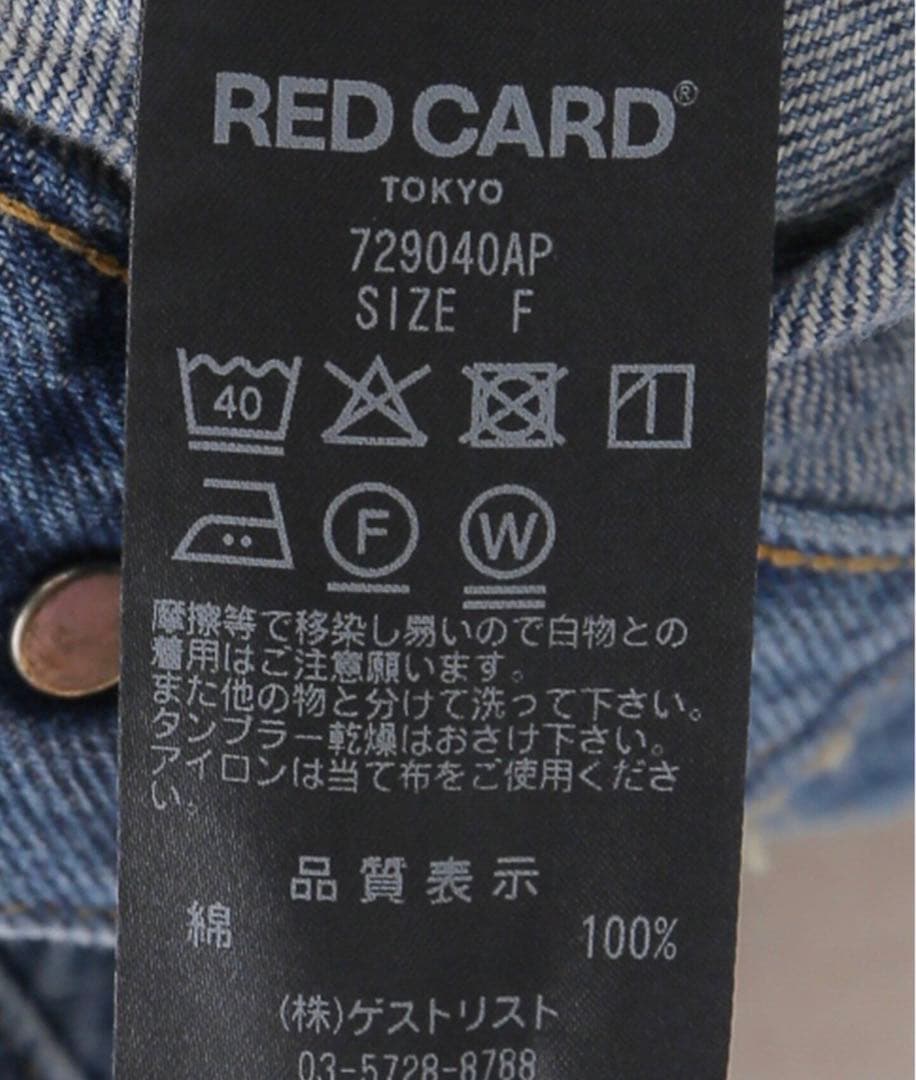 RED CARD®
TOKYO
729040AP
SIZE F
40
F
W
摩擦等で移染し易いので白物との
着用はご注意願います。
また他の物と分けて洗って下さい。
タンブラー乾燥はおさけ下さい。
アイロンは当て布をご使用くださ
い。
品質表示
綿 100%
(株)ゲストリスト
03-5728-8788